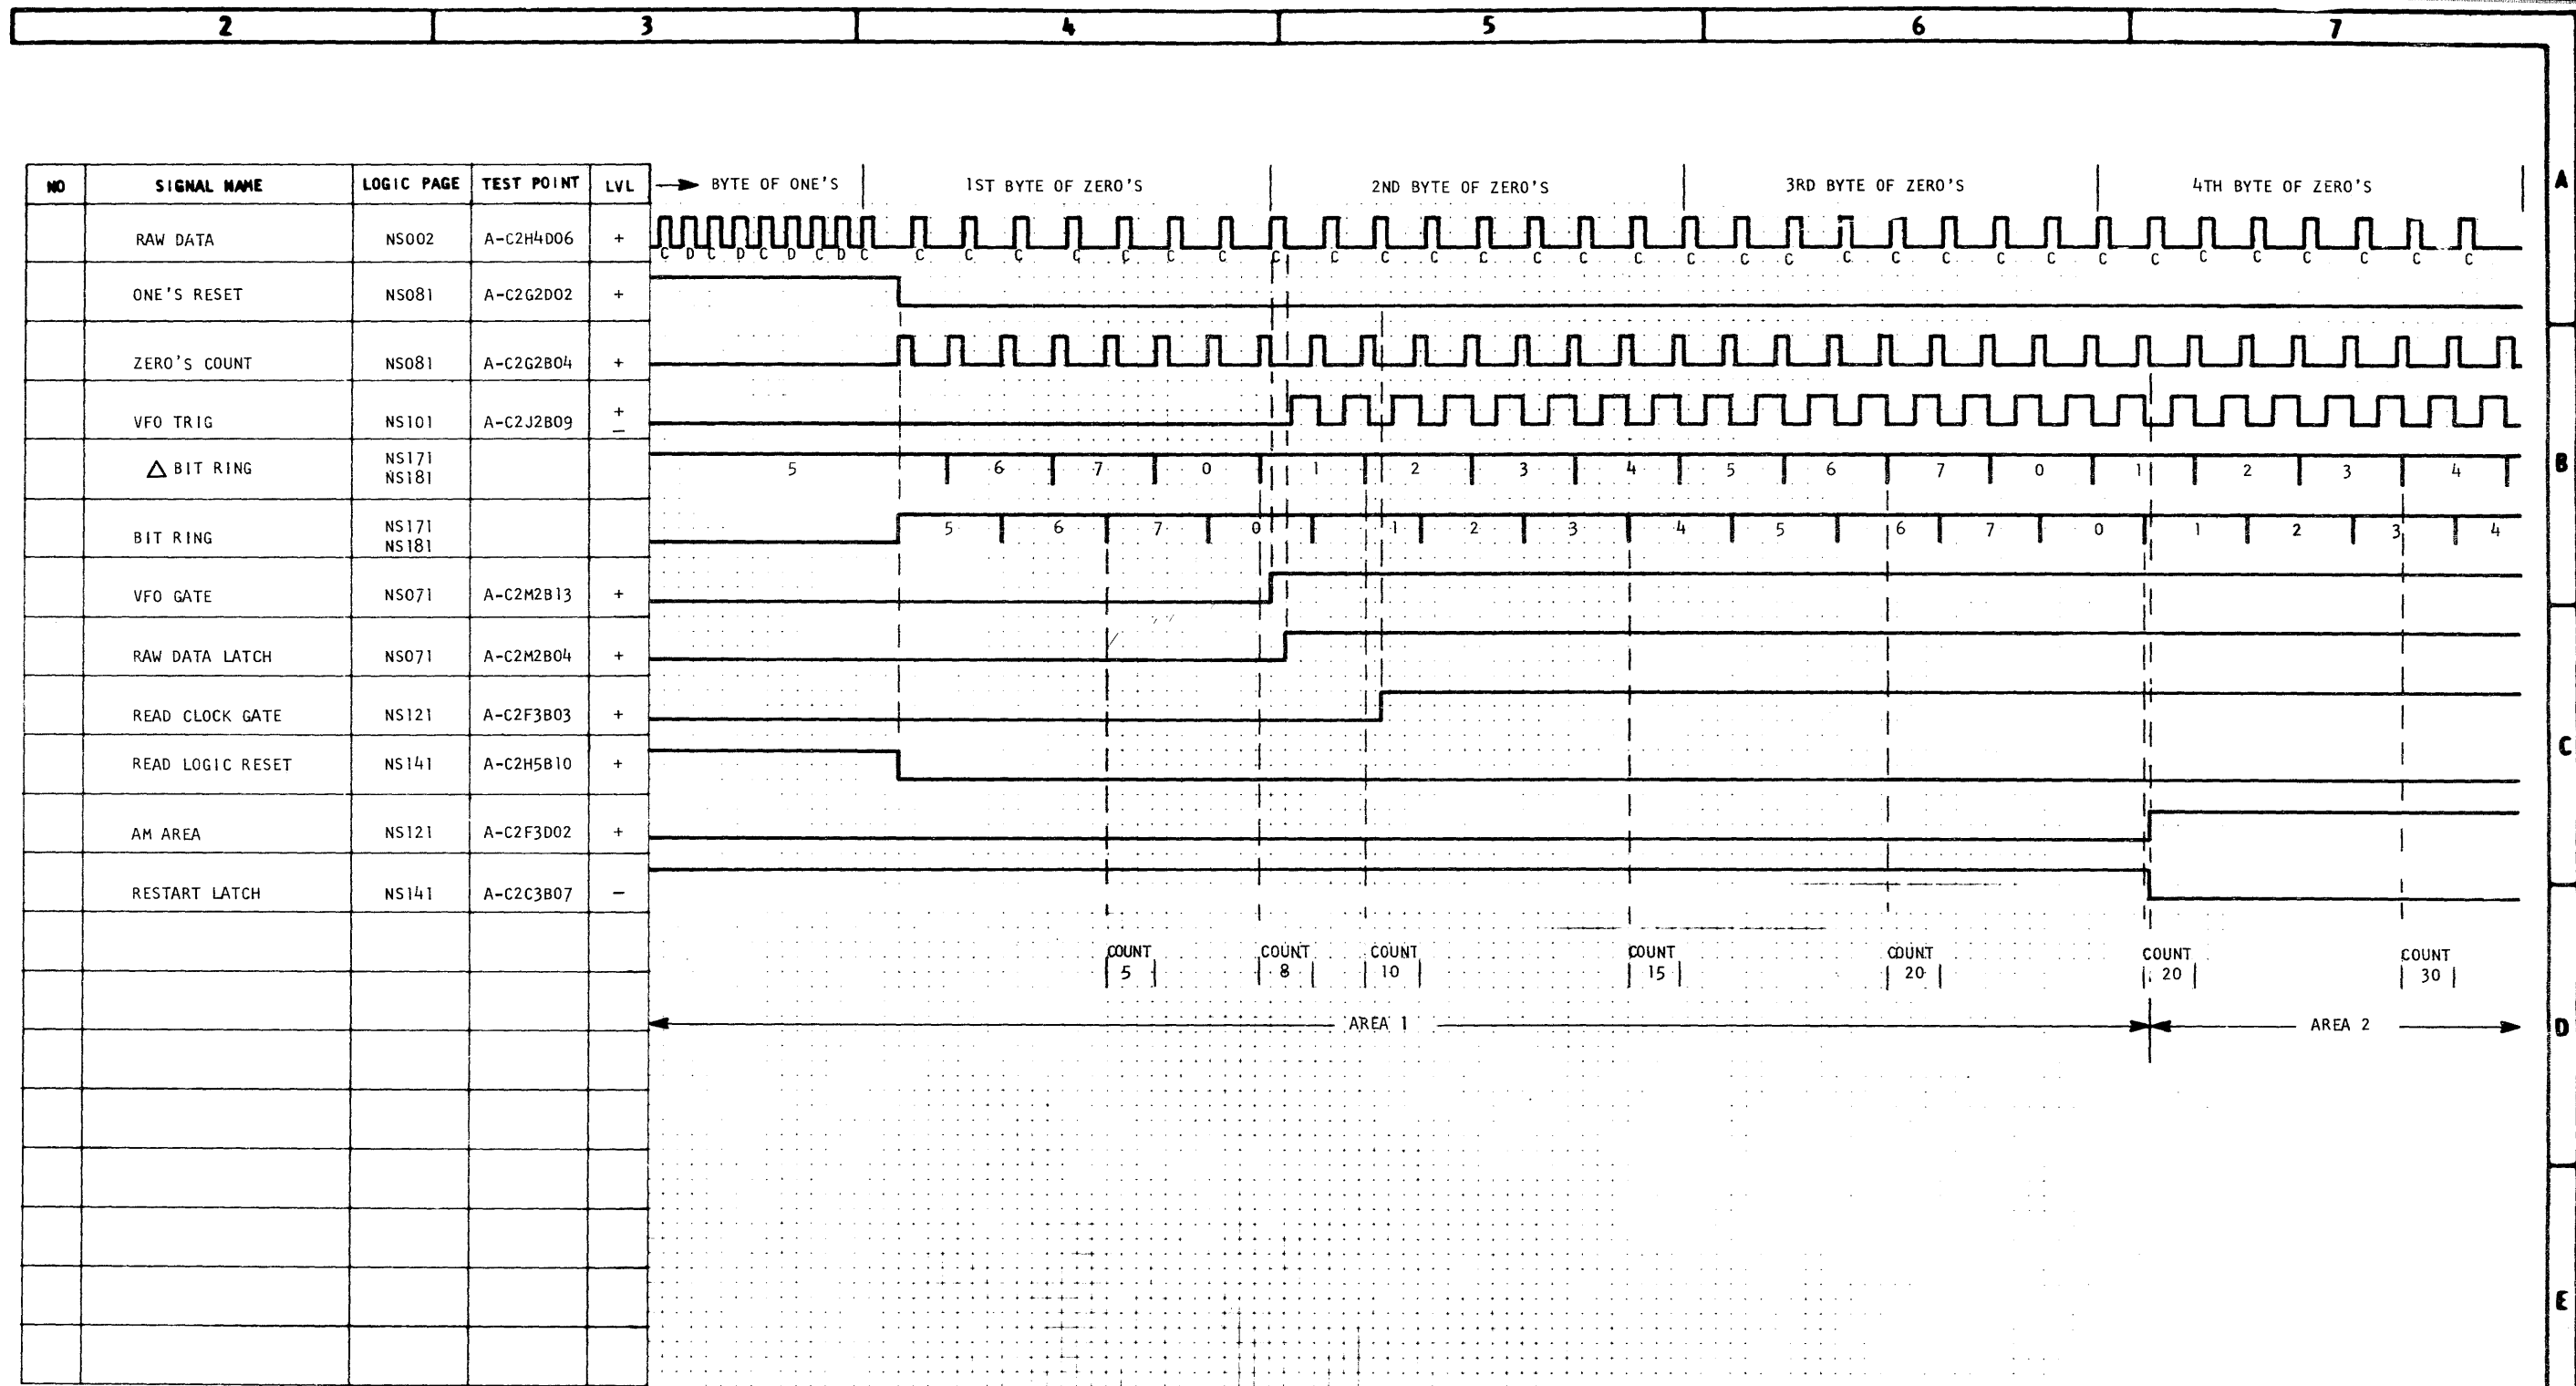 2 3 4 5 6 7
NO SIGNAL NAME LOGIC PAGE TEST POINT LVL BYTE OF ONE'S 1ST BYTE OF ZERO'S 2ND BYTE OF ZERO'S 3RD BYTE OF ZERO'S 4TH BYTE OF ZERO'S A
RAW DATA NS002 A-C2H4D06 +
C D C D C D C D C C C C C C C C C C C C C C C C C C C C C C C C C C C C C C C C
ONE'S RESET NS081 A-C2G2D02 +
ZERO'S COUNT NS081 A-C2G2B04 +
VFO TRIG NS101 A-C2J2B09 + −
△ BIT RING NS171 NS181 5 6 7 0 1 2 3 4 5 6 7 0 1 2 3 4 B
BIT RING NS171 NS181 5 6 7 0 1 2 3 4 5 6 7 0 1 2 3 4
VFO GATE NS071 A-C2M2B13 +
RAW DATA LATCH NS071 A-C2M2B04 +
READ CLOCK GATE NS121 A-C2F3B03 +
READ LOGIC RESET NS141 A-C2H5B10 + C
AM AREA NS121 A-C2F3D02 +
RESTART LATCH NS141 A-C2C3B07 −
COUNT COUNT COUNT COUNT COUNT COUNT COUNT
5 8 10 15 20 20 30
AREA 1 AREA 2 D
E